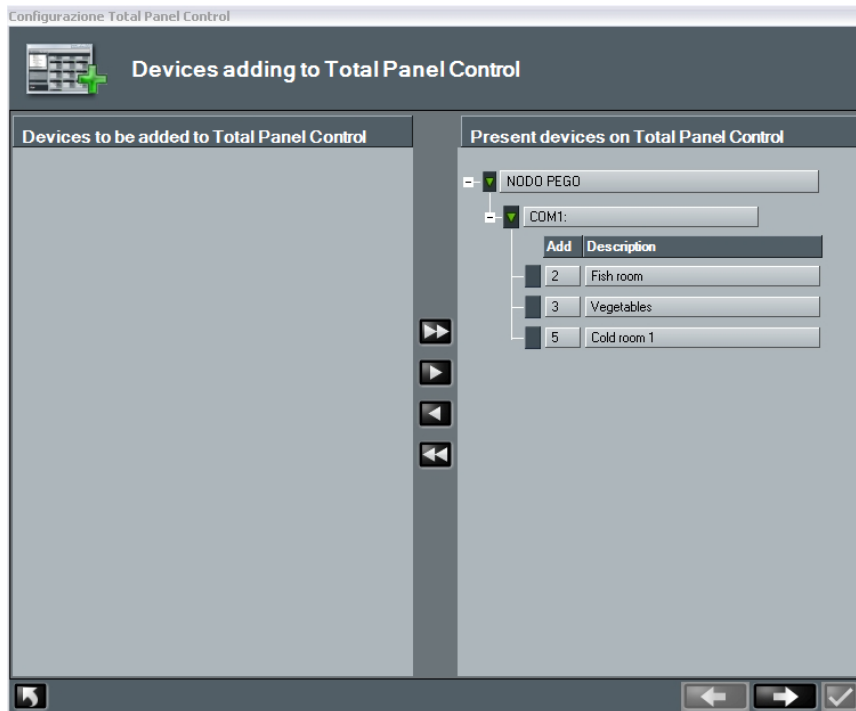 Configurazione Total Panel Control
Devices adding to Total Panel Control
Devices to be added to Total Panel Control
Present devices on Total Panel Control
NODO PEGO
COM1:
Add Description
2 Fish room
3 Vegetables
5 Cold room 1